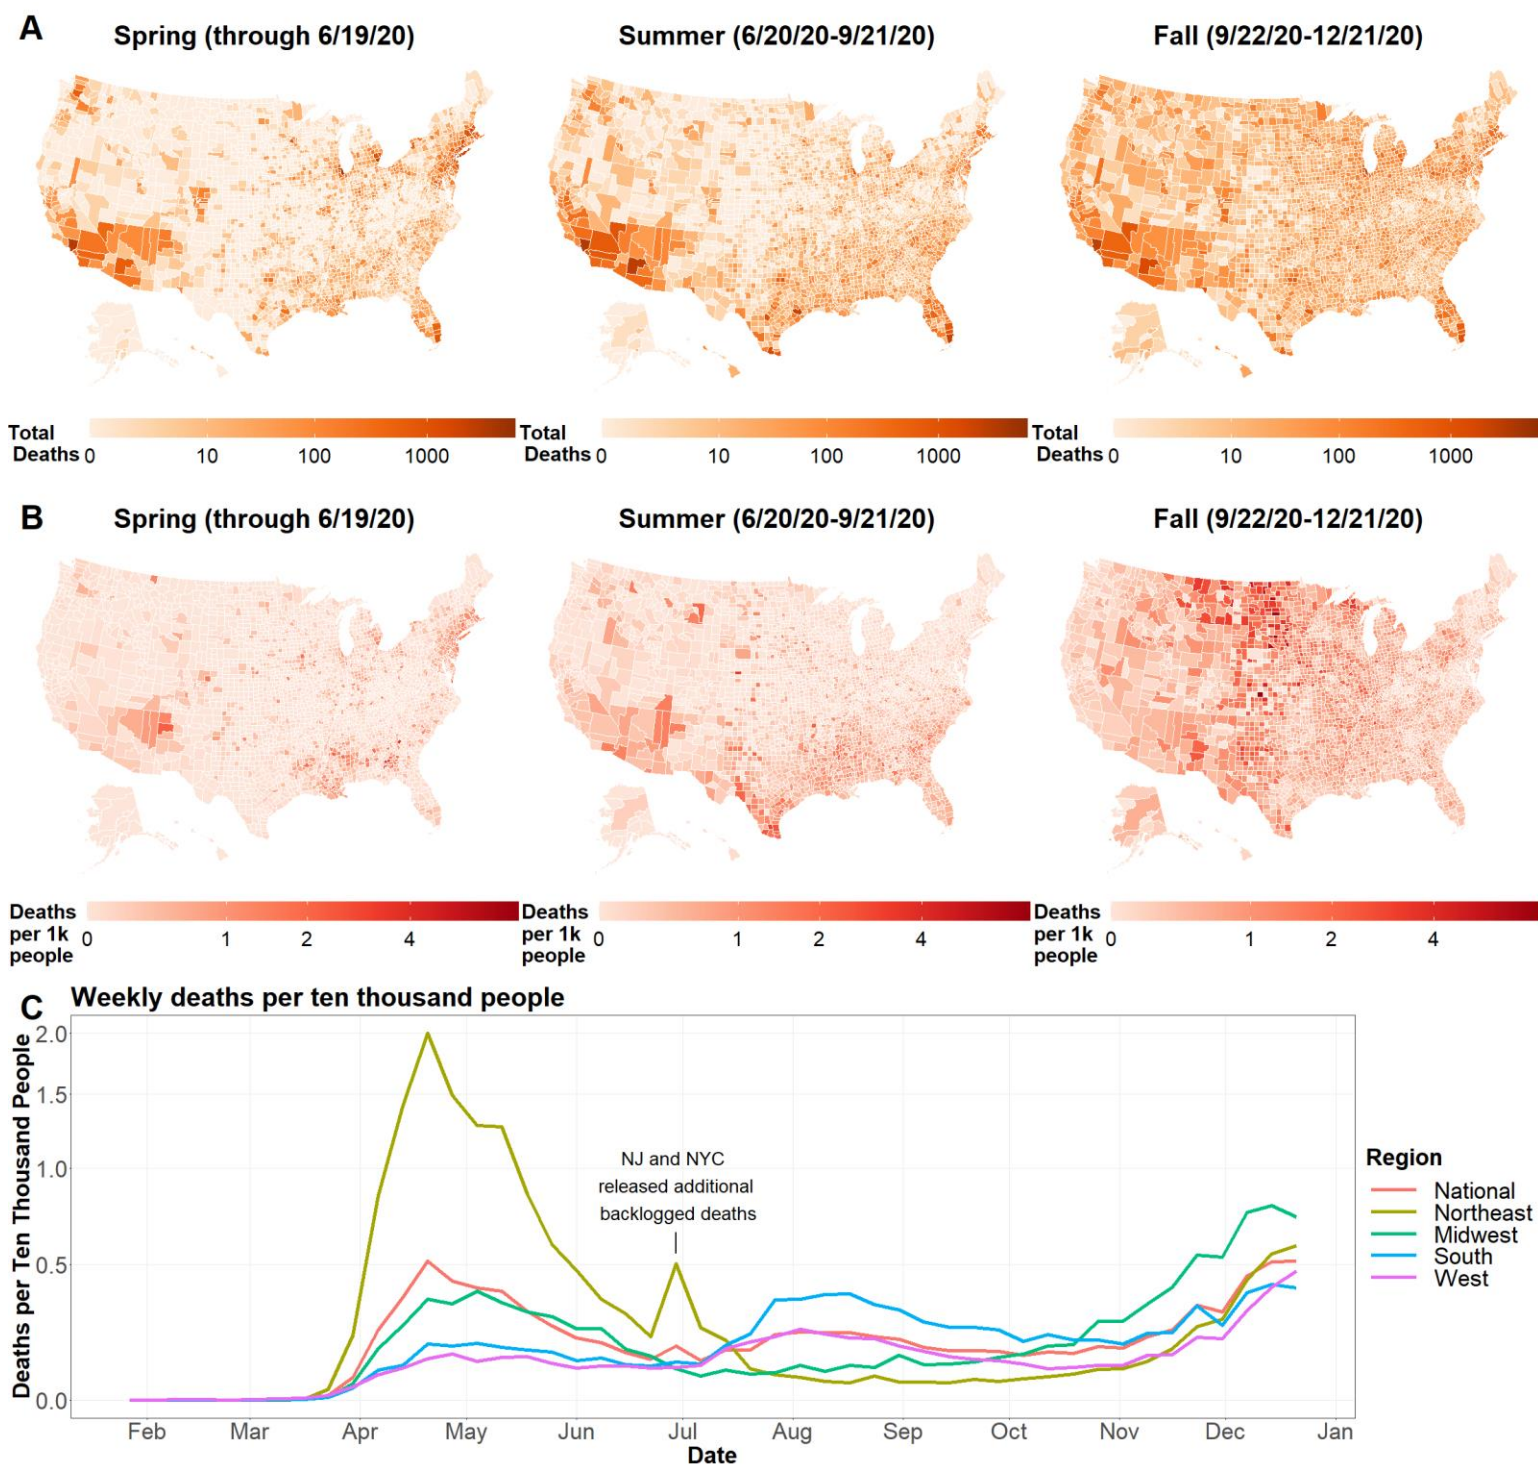 A
Spring (through 6/19/20)
Summer (6/20/20-9/21/20)
Fall (9/22/20-12/21/20)
Total
Deaths
0 10 100 1000
Total
Deaths
0 10 100 1000
Total
Deaths
0 10 100 1000
B
Spring (through 6/19/20)
Summer (6/20/20-9/21/20)
Fall (9/22/20-12/21/20)
Deaths
per 1k
people
0 1 2 4
Deaths
per 1k
people
0 1 2 4
Deaths
per 1k
people
0 1 2 4
C
Weekly deaths per ten thousand people
Deaths per Ten Thousand People
2.0
1.5
1.0
0.5
0.0
NJ and NYC
released additional
backlogged deaths
Feb Mar Apr May Jun Jul Aug Sep Oct Nov Dec Jan
Date
Region
National
Northeast
Midwest
South
West